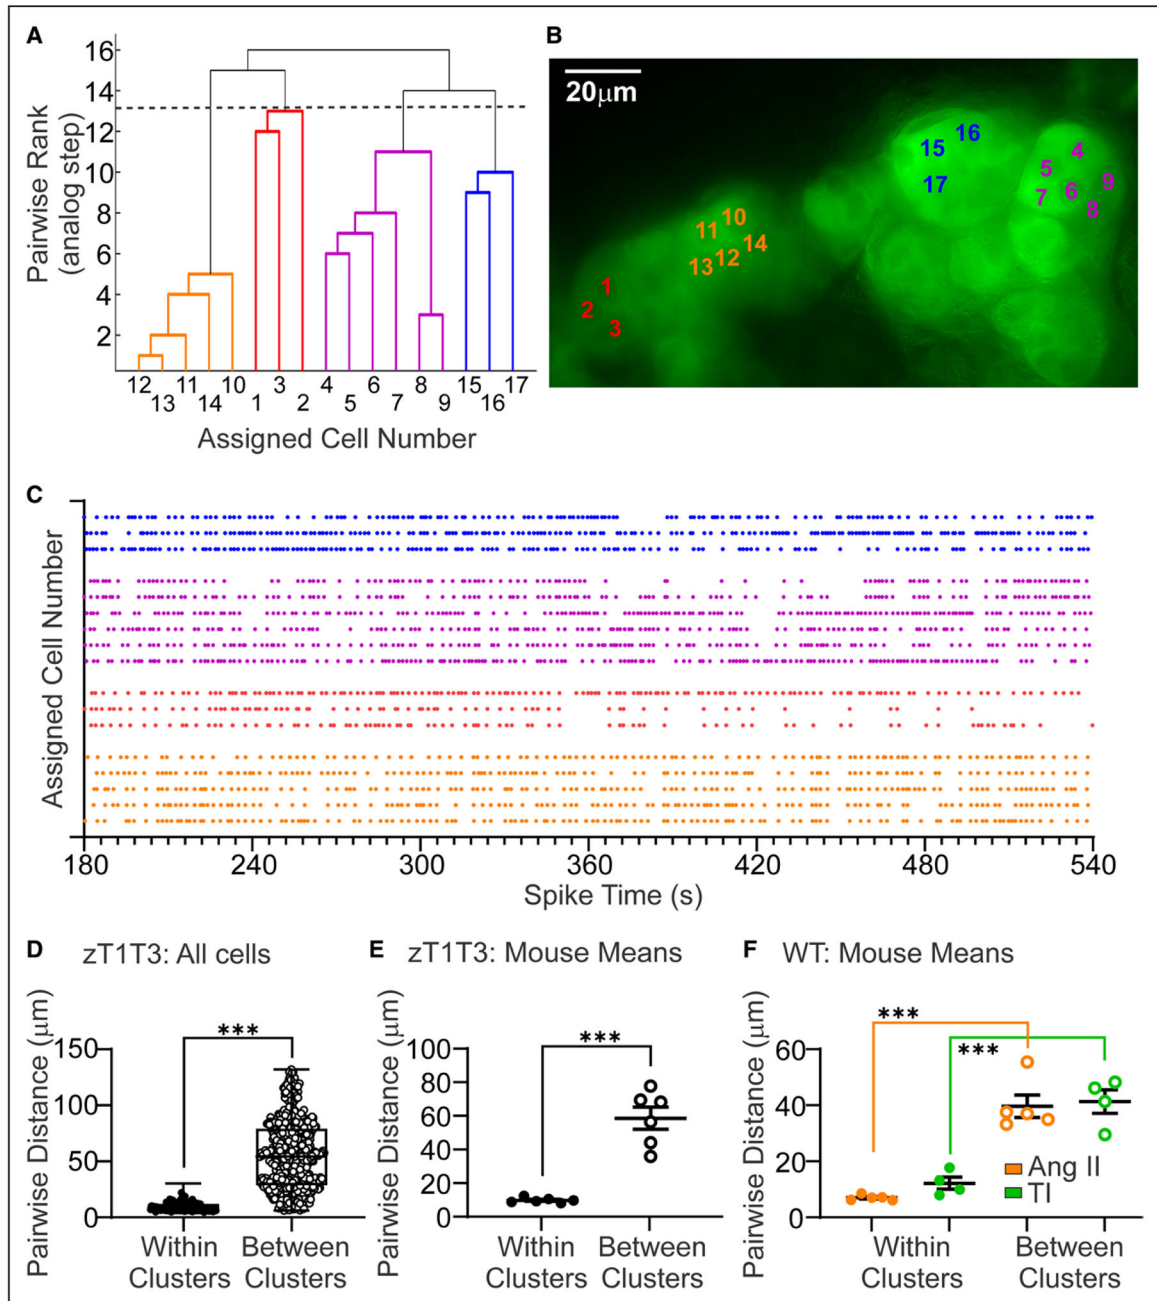 A
Pairwise Rank
(analog step)
16
14
12
10
8
6
4
2
12 11 10 3 4 6 8 15 17
13 14 1 2 5 7 9 16
Assigned Cell Number
B
20μm
16
15
17
4
5
9
6
7
8
10
11
14
12
13
1
2
3
C
Assigned Cell Number
180 240 300 360 420 480 540
Spike Time (s)
D zT1T3: All cells
Pairwise Distance (μm)
150
100
50
0
***
Within
Clusters
Between
Clusters
E zT1T3: Mouse Means
Pairwise Distance (μm)
100
80
60
40
20
0
***
Within
Clusters
Between
Clusters
F WT: Mouse Means
Pairwise Distance (μm)
60
40
20
0
***
***
Ang II
TI
Within
Clusters
Between
Clusters